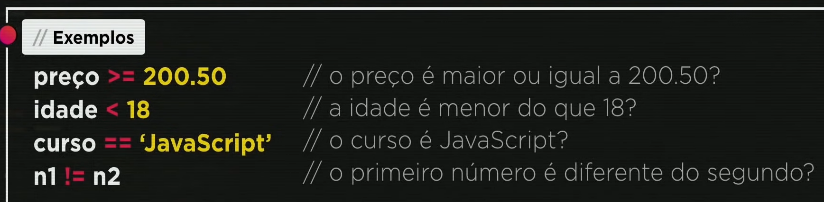 // Exemplos
preço >= 200.50 // o preço é maior ou igual a 200.50?
idade < 18 // a idade é menor do que 18?
curso == ‘JavaScript’ // o curso é JavaScript?
n1 != n2 // o primeiro número é diferente do segundo?